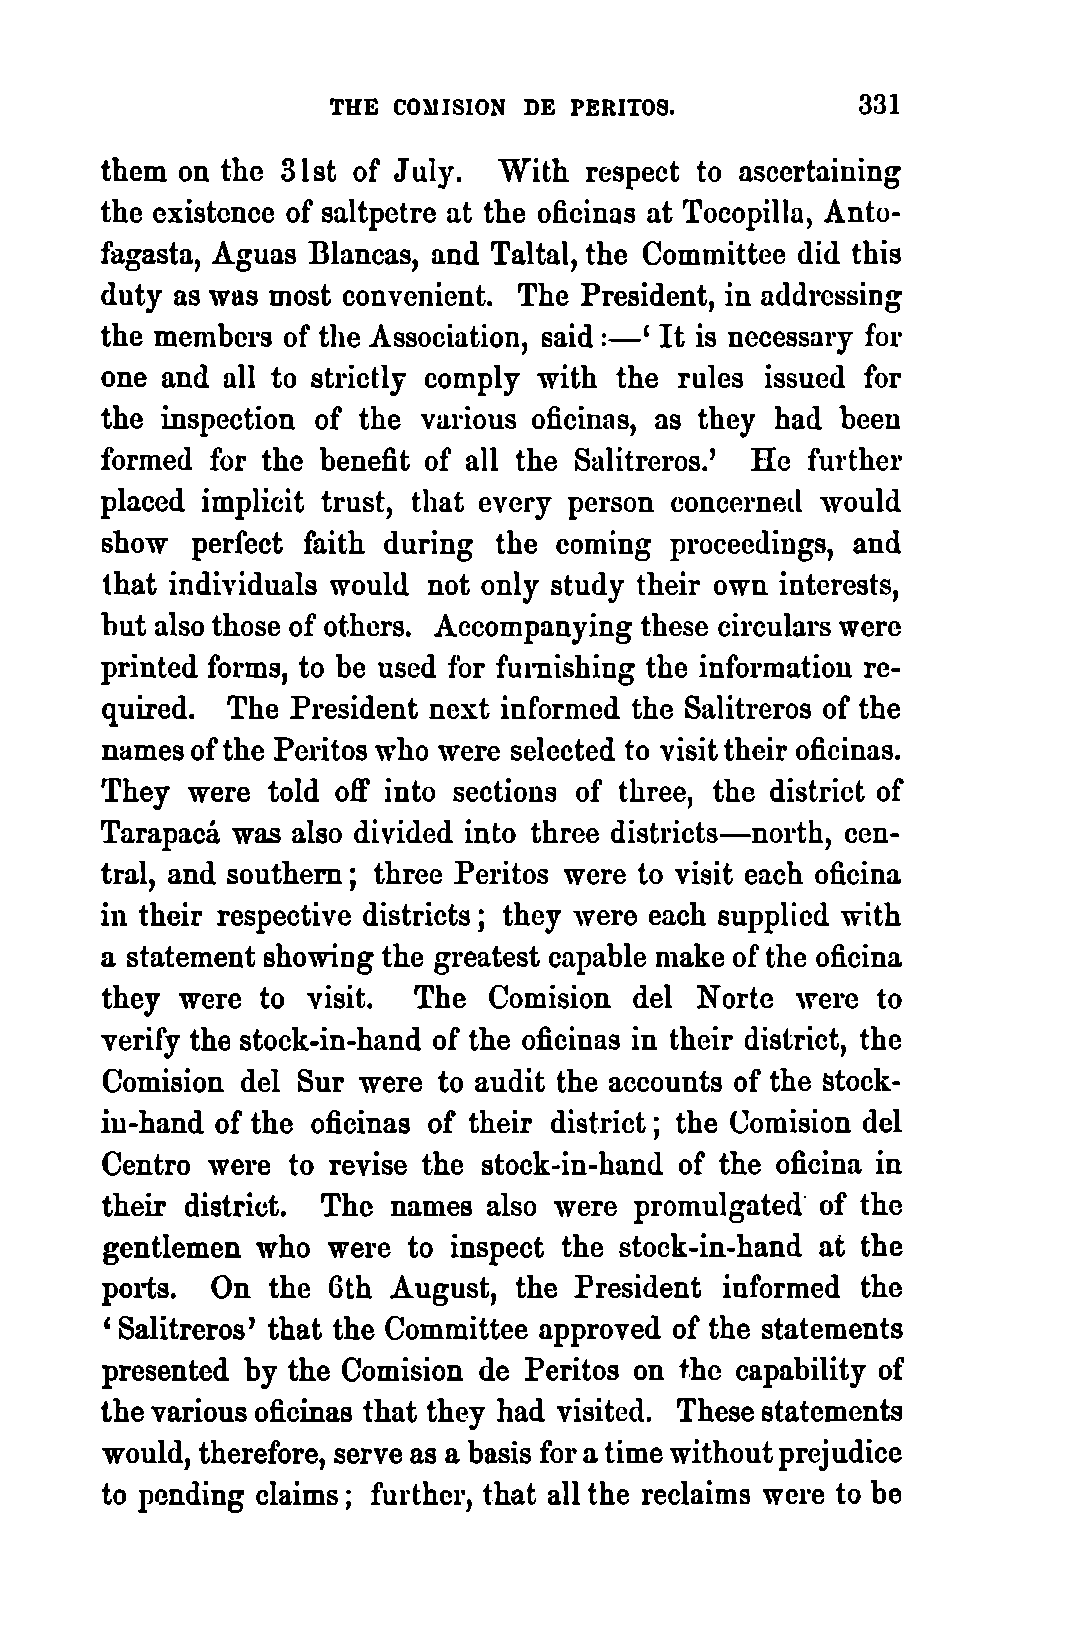 THE COMISION DE PERITOS. 331
them on the 31st of July. With respect to ascertaining
the existence of saltpetre at the oficinas at Tocopilla, Anto-
fagasta, Aguas Blancas, and Taltal, the Committee did this
duty as was most convenient. The President, in addressing
the members of the Association, said :—‘ It is necessary for
one and all to strictly comply with the rules issued for
the inspection of the various oficinas, as they had been
formed for the benefit of all the Salitreros.’ He further
placed implicit trust, that every person concerned would
show perfect faith during the coming proceedings, and
that individuals would not only study their own interests,
but also those of others. Accompanying these circulars were
printed forms, to be used for furnishing the information re-
quired. The President next informed the Salitreros of the
names of the Peritos who were selected to visit their oficinas.
They were told off into sections of three, the district of
Tarapacá was also divided into three districts—north, cen-
tral, and southern ; three Peritos were to visit each oficina
in their respective districts ; they were each supplied with
a statement showing the greatest capable make of the oficina
they were to visit. The Comision del Norte were to
verify the stock-in-hand of the oficinas in their district, the
Comision del Sur were to audit the accounts of the stock-
in-hand of the oficinas of their district ; the Comision del
Centro were to revise the stock-in-hand of the oficina in
their district. The names also were promulgated of the
gentlemen who were to inspect the stock-in-hand at the
ports. On the 6th August, the President informed the
‘ Salitreros’ that the Committee approved of the statements
presented by the Comision de Peritos on the capability of
the various oficinas that they had visited. These statements
would, therefore, serve as a basis for a time without prejudice
to pending claims ; further, that all the reclaims were to be